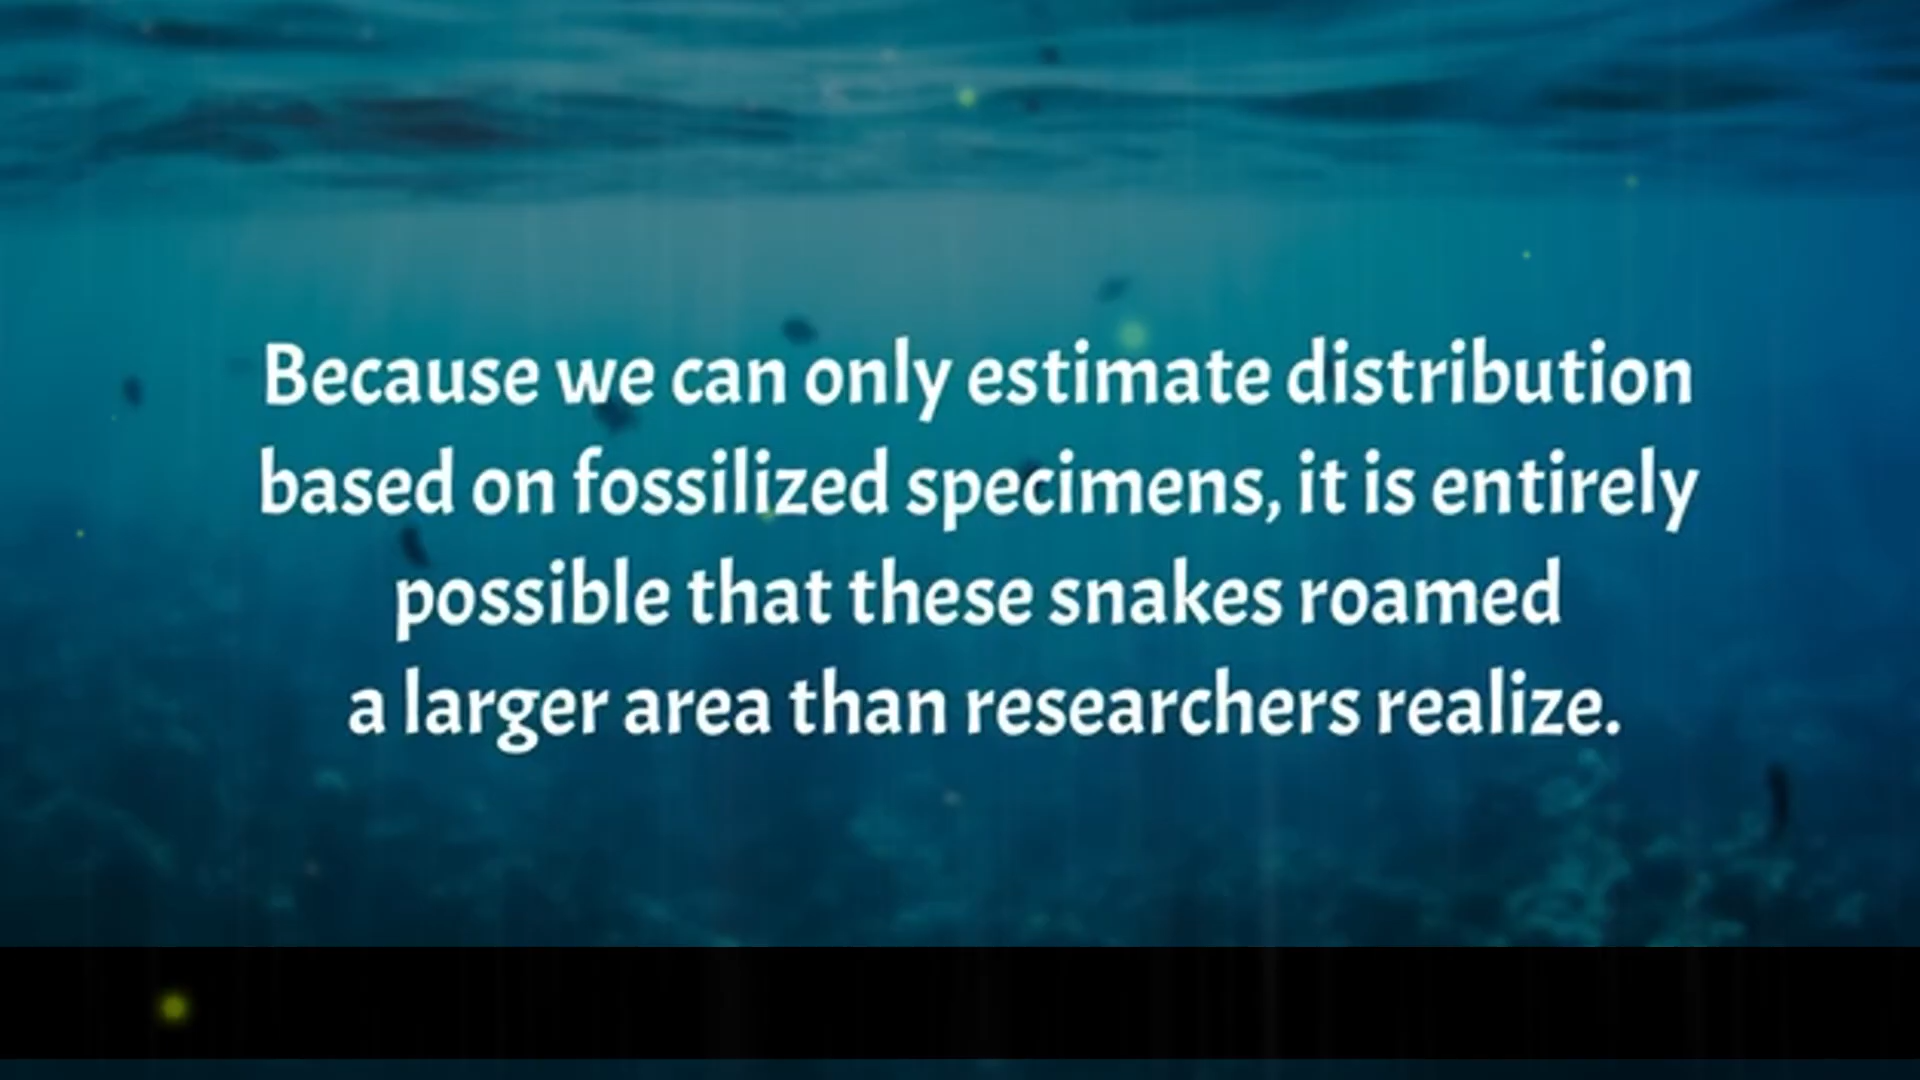 Because we can only estimate distribution
based on fossilized specimens, it is entirely
possible that these snakes roamed
a larger area than researchers realize.